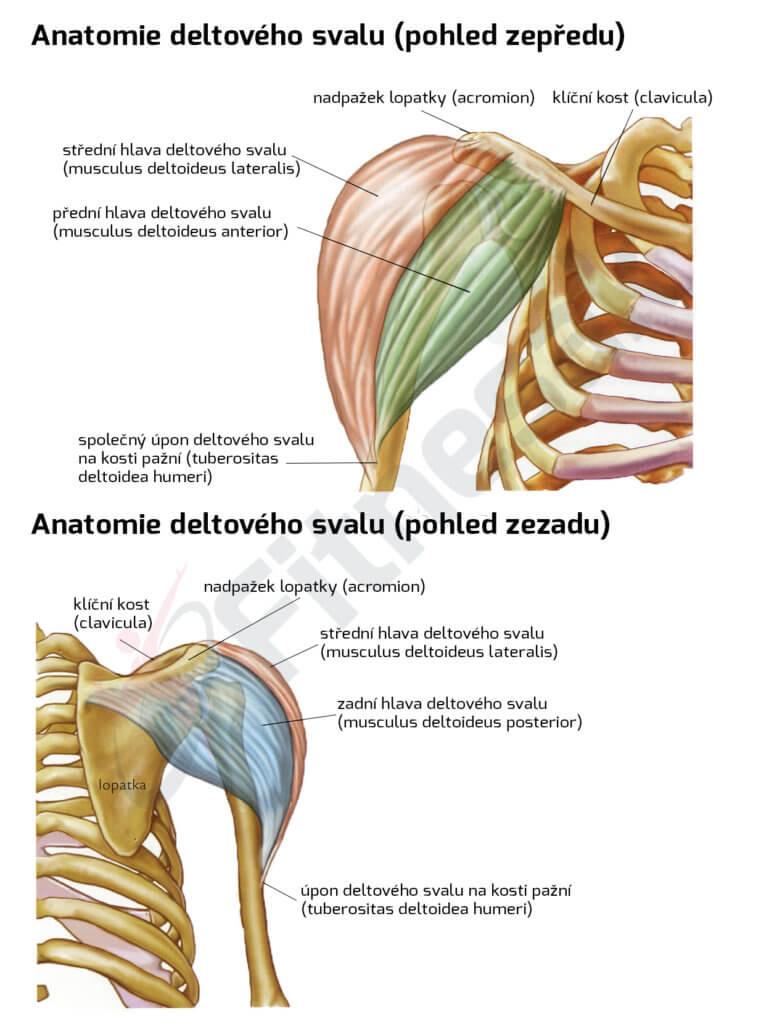 Anatomie deltového svalu (pohled zepředu)
nadpažek lopatky (acromion)
klíční kost (clavicula)
střední hlava deltového svalu
(musculus deltoideus lateralis)
přední hlava deltového svalu
(musculus deltoideus anterior)
společný úpon deltového svalu
na kosti pažní (tuberositas
deltoidea humeri)
Anatomie deltového svalu (pohled zezadu)
nadpažek lopatky (acromion)
klíční kost
(clavicula)
střední hlava deltového svalu
(musculus deltoideus lateralis)
zadní hlava deltového svalu
(musculus deltoideus posterior)
lopatka
úpon deltového svalu na kosti pažní
(tuberositas deltoidea humeri)